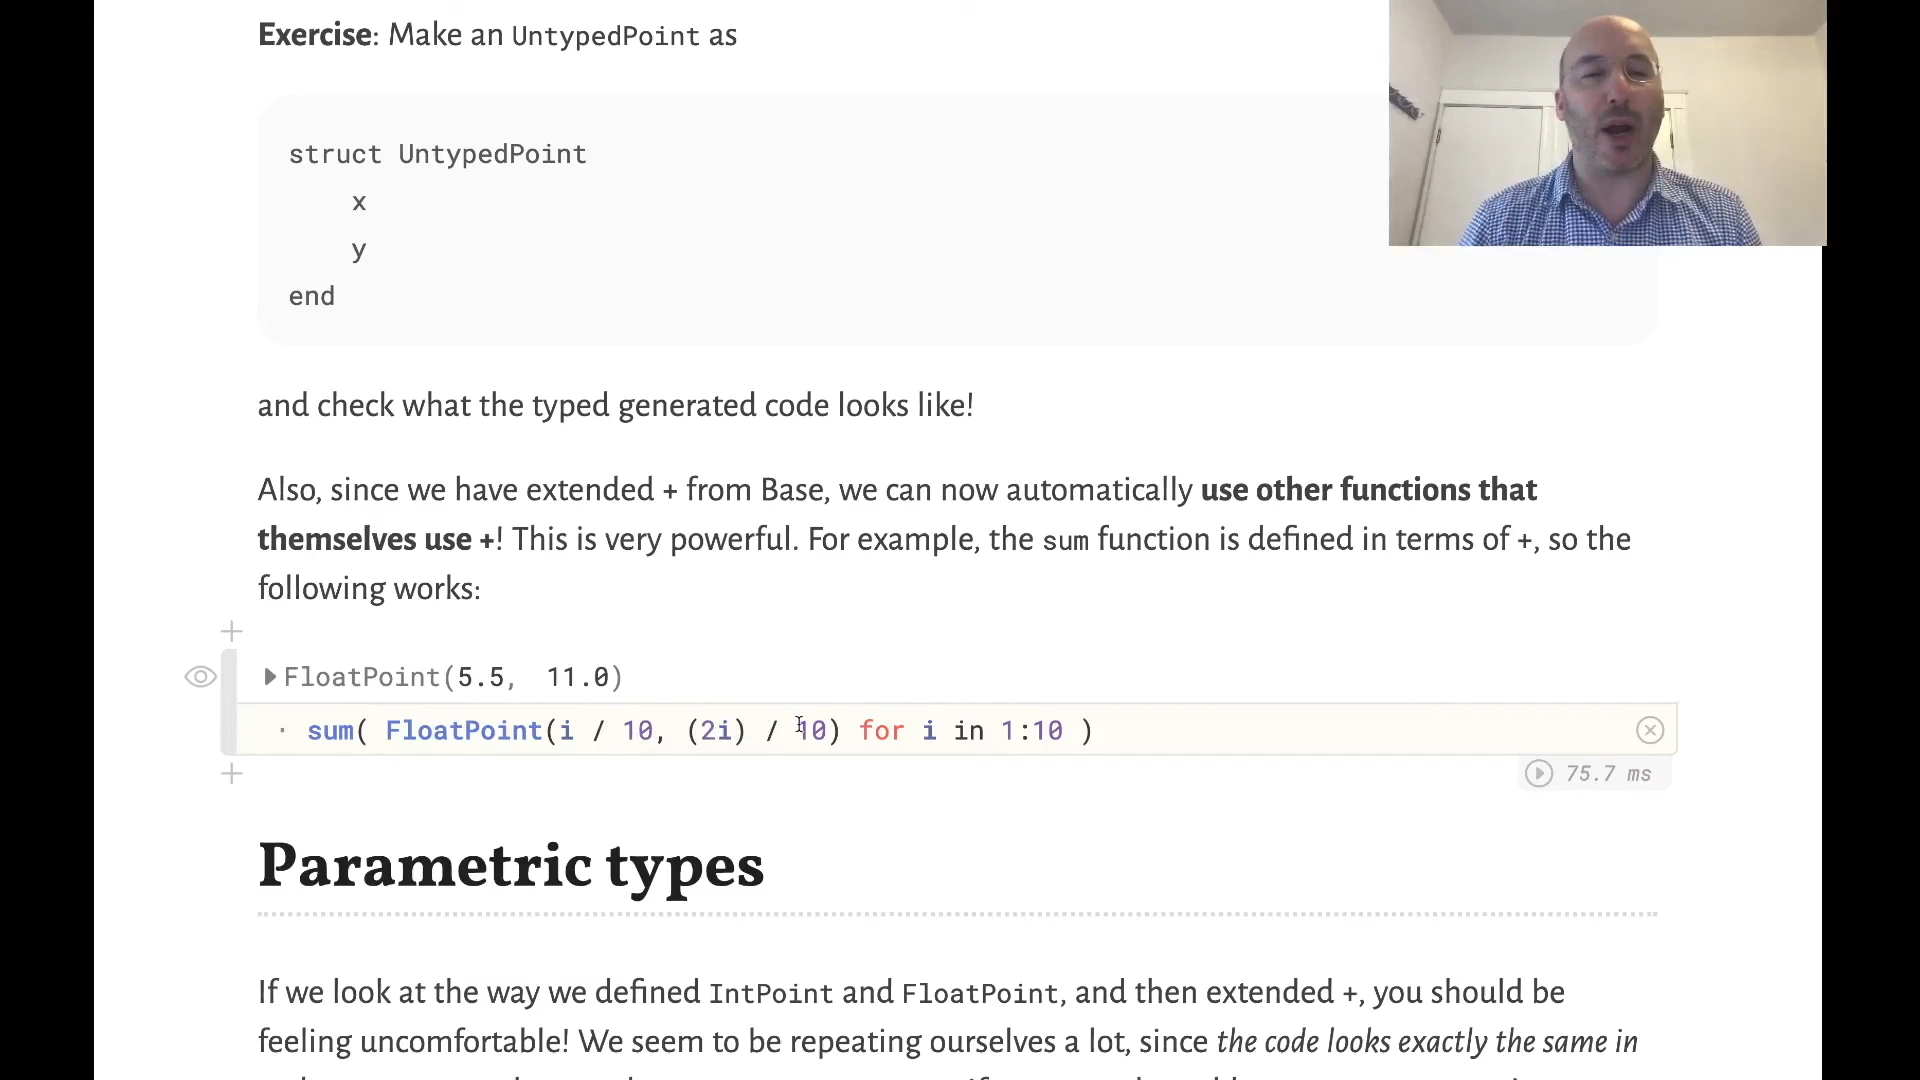 Exercise: Make an UntypedPoint as
struct UntypedPoint
x
y
end
and check what the typed generated code looks like!
Also, since we have extended + from Base, we can now automatically use other functions that
themselves use +! This is very powerful. For example, the sum function is defined in terms of +, so the
following works:
FloatPoint(5.5, 11.0)
sum( FloatPoint(i / 10, (2i) / 10) for i in 1:10 )
75.7 ms
Parametric types
If we look at the way we defined IntPoint and FloatPoint, and then extended +, you should be
feeling uncomfortable! We seem to be repeating ourselves a lot, since the code looks exactly the same in